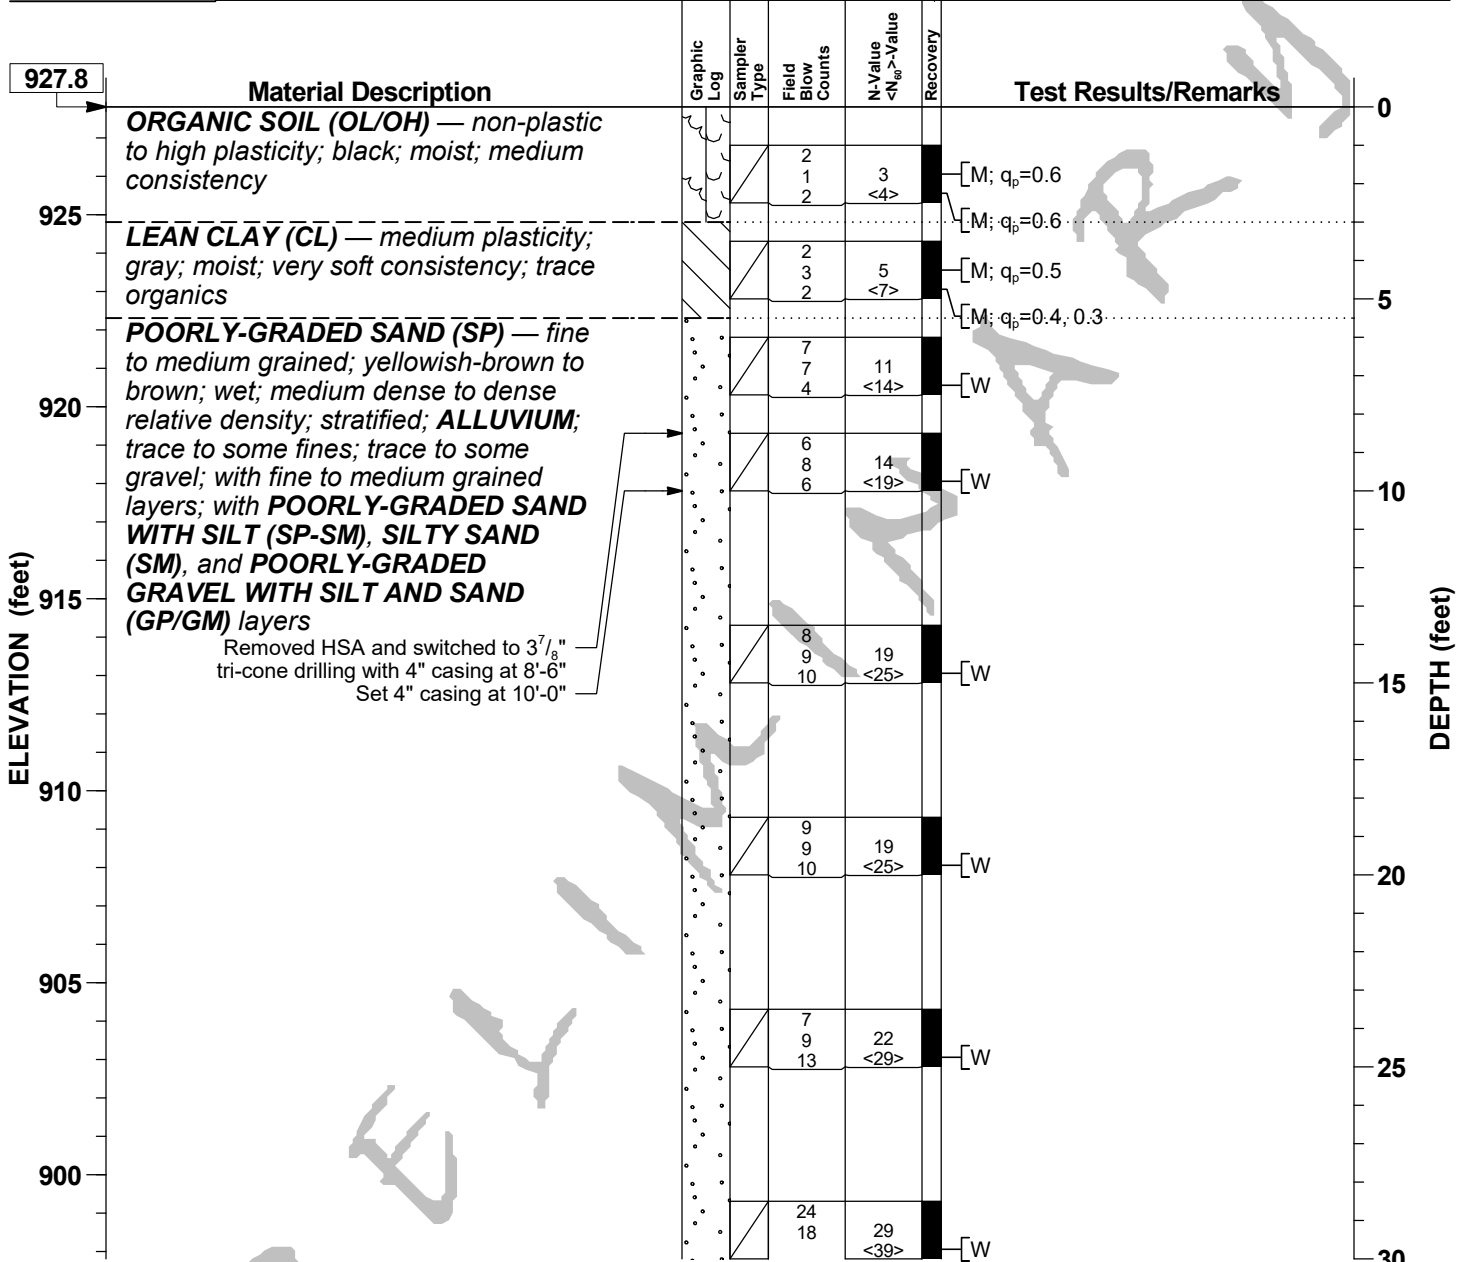 927.8
Material Description
Graphic Log
Sampler Type
Field Blow Counts
N-Value <N60>-Value
Recovery
Test Results/Remarks
0
ORGANIC SOIL (OL/OH) — non-plastic
to high plasticity; black; moist; medium
consistency
2
1
2
3
<4>
M; qp=0.6
M; qp=0.6
925
LEAN CLAY (CL) — medium plasticity;
gray; moist; very soft consistency; trace
organics
2
3
2
5
<7>
M; qp=0.5
5
M; qp=0.4, 0.3
POORLY-GRADED SAND (SP) — fine
to medium grained; yellowish-brown to
brown; wet; medium dense to dense
relative density; stratified; ALLUVIUM;
trace to some fines; trace to some
gravel; with fine to medium grained
layers; with POORLY-GRADED SAND
WITH SILT (SP-SM), SILTY SAND
(SM), and POORLY-GRADED
GRAVEL WITH SILT AND SAND
(GP/GM) layers
7
7
4
11
<14>
W
920
6
8
6
14
<19>
W
10
915
Removed HSA and switched to 3 7/8"
tri-cone drilling with 4" casing at 8'-6"
Set 4" casing at 10'-0"
8
9
10
19
<25>
W
15
ELEVATION (feet)
DEPTH (feet)
910
9
9
10
19
<25>
W
20
905
7
9
13
22
<29>
W
25
900
24
18
29
<39>
W
30
ELIMINARY